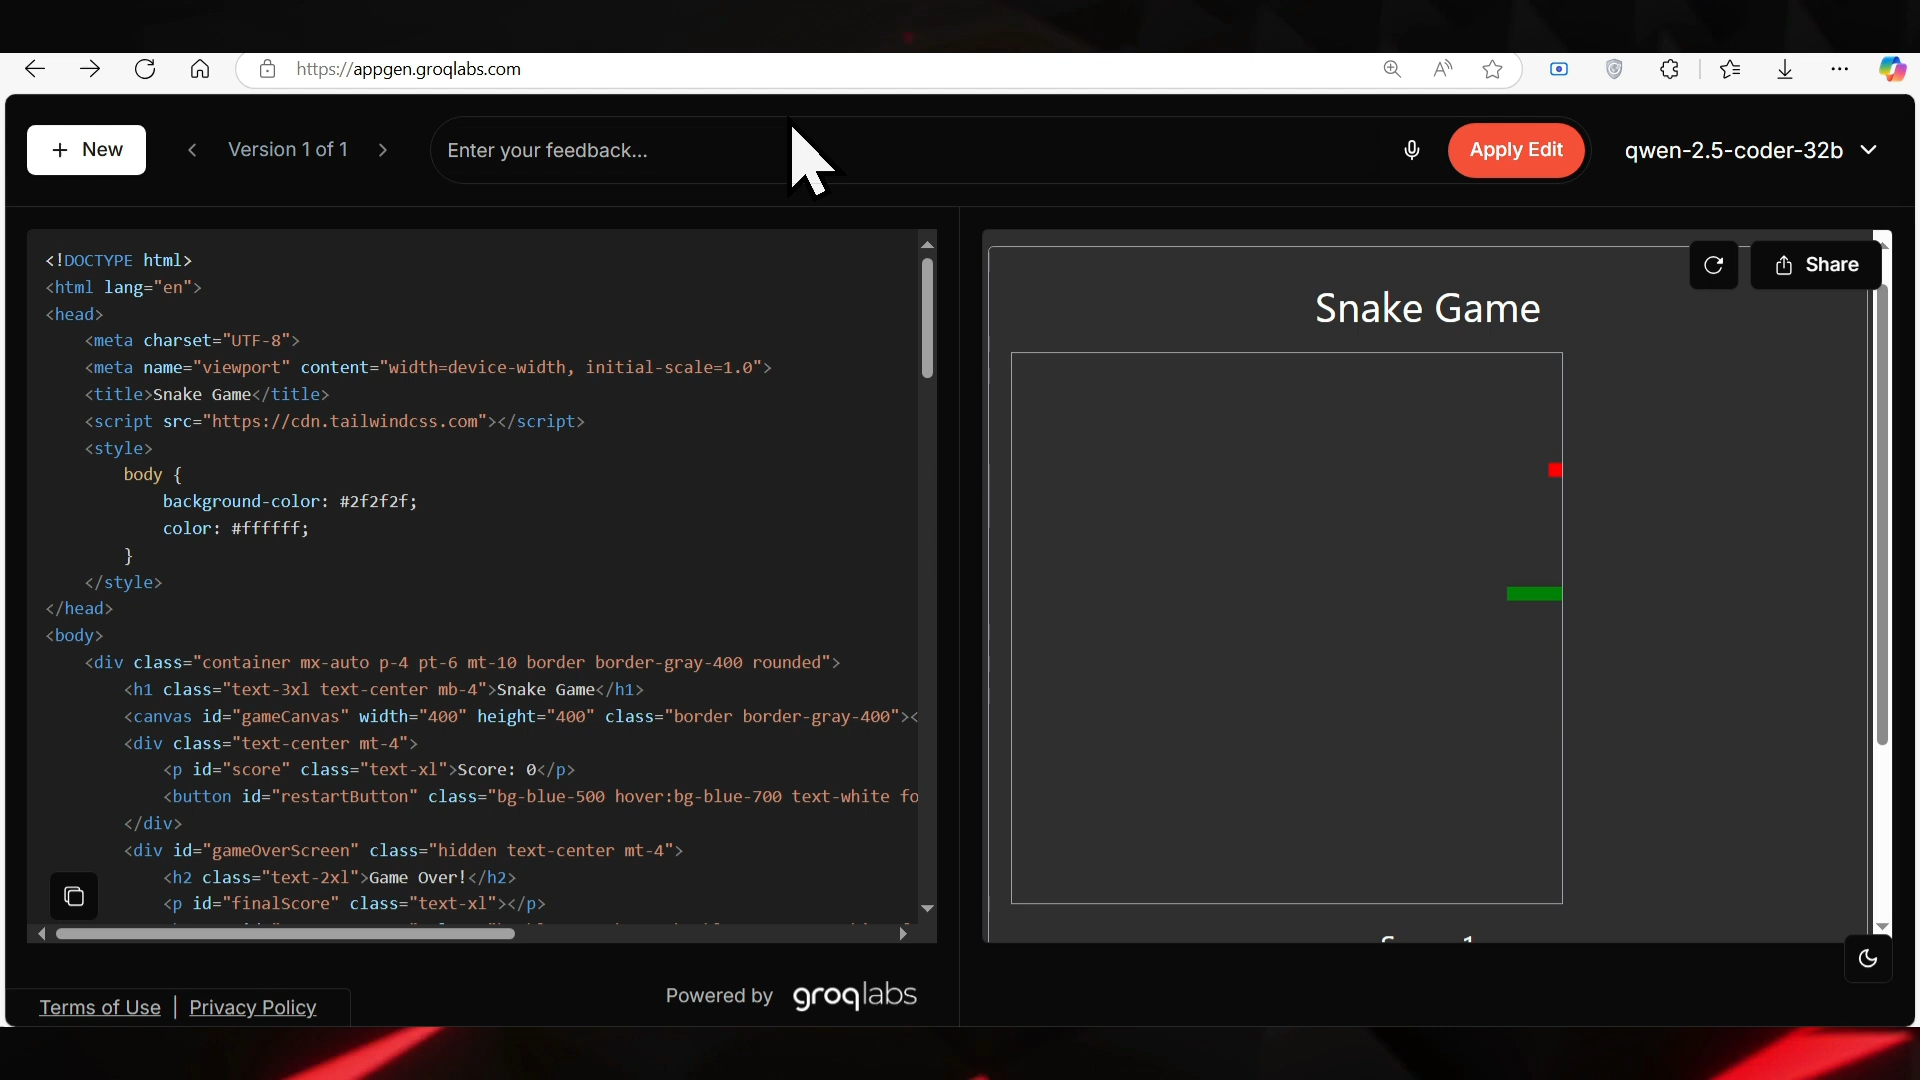 https://appgen.groqlabs.com
New
Version 1 of 1
Enter your feedback...
Apply Edit
qwen-2.5-coder-32b
<!DOCTYPE html>
<html lang="en">
<head>
<meta charset="UTF-8">
<meta name="viewport" content="width=device-width, initial-scale=1.0">
<title>Snake Game</title>
<script src="https://cdn.tailwindcss.com"></script>
<style>
body {
background-color: #2f2f2f;
color: #ffffff;
}
</style>
</head>
<body>
<div class="container mx-auto p-4 pt-6 mt-10 border border-gray-400 rounded">
<h1 class="text-3xl text-center mb-4">Snake Game</h1>
<canvas id="gameCanvas" width="400" height="400" class="border border-gray-400"><
<div class="text-center mt-4">
<p id="score" class="text-xl">Score: 0</p>
<button id="restartButton" class="bg-blue-500 hover:bg-blue-700 text-white fo
</div>
<div id="gameOverScreen" class="hidden text-center mt-4">
<h2 class="text-2xl">Game Over!</h2>
<p id="finalScore" class="text-xl"></p>
Share
Snake Game
Powered by groqlabs
Terms of Use | Privacy Policy